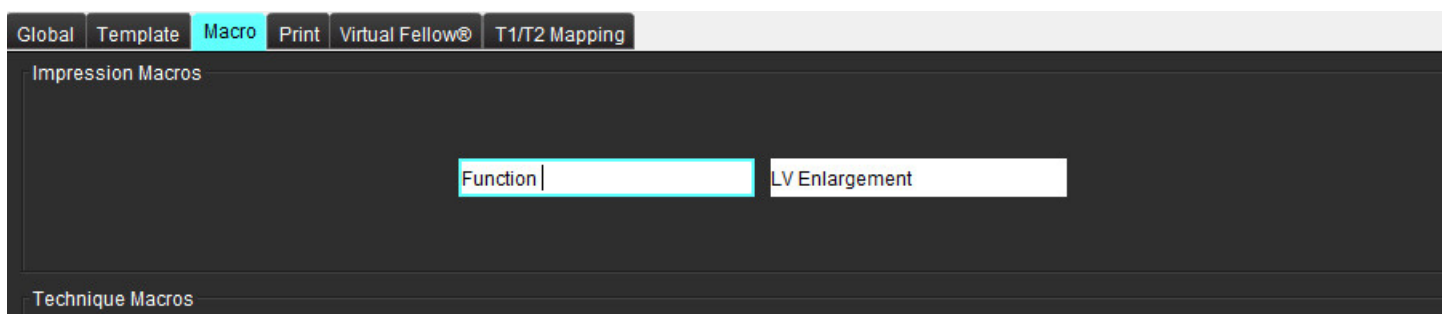 Global Template Macro Print Virtual Fellow® T1/T2 Mapping
Impression Macros
Function LV Enlargement
Technique Macros